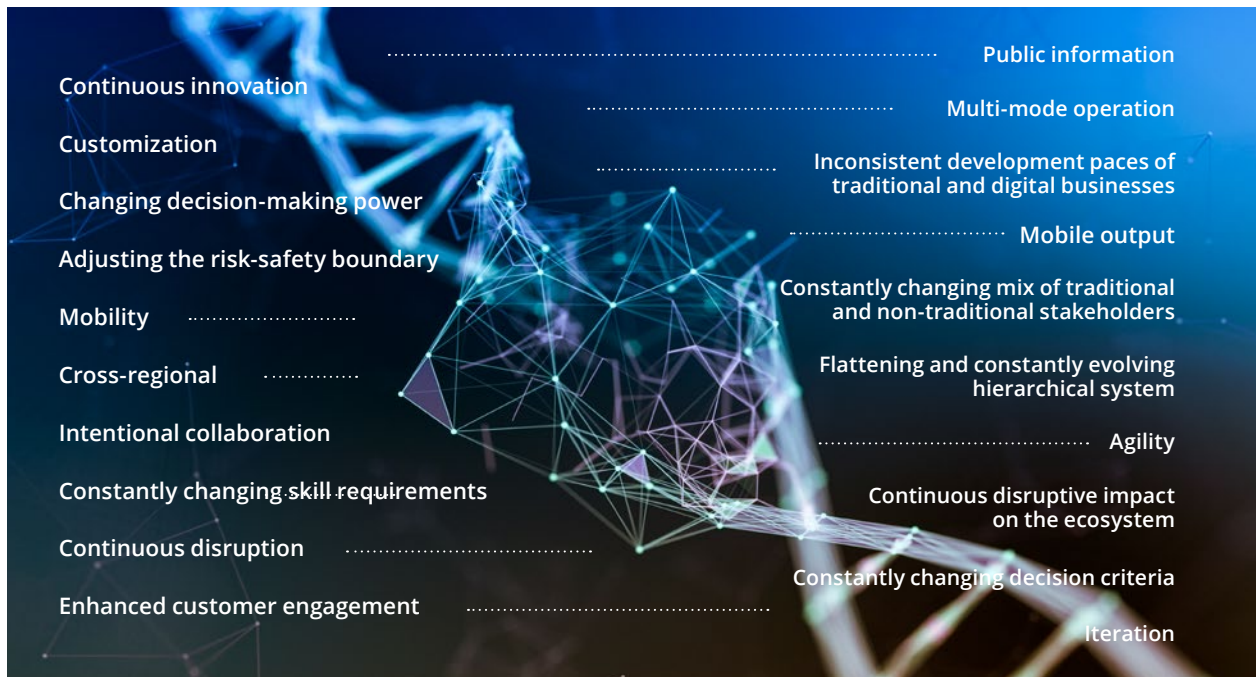 Continuous innovation
Customization
Changing decision-making power
Adjusting the risk-safety boundary
Mobility
Cross-regional
Intentional collaboration
Constantly changing skill requirements
Continuous disruption
Enhanced customer engagement
Public information
Multi-mode operation
Inconsistent development paces of
traditional and digital businesses
Mobile output
Constantly changing mix of traditional
and non-traditional stakeholders
Flattening and constantly evolving
hierarchical system
Agility
Continuous disruptive impact
on the ecosystem
Constantly changing decision criteria
Iteration